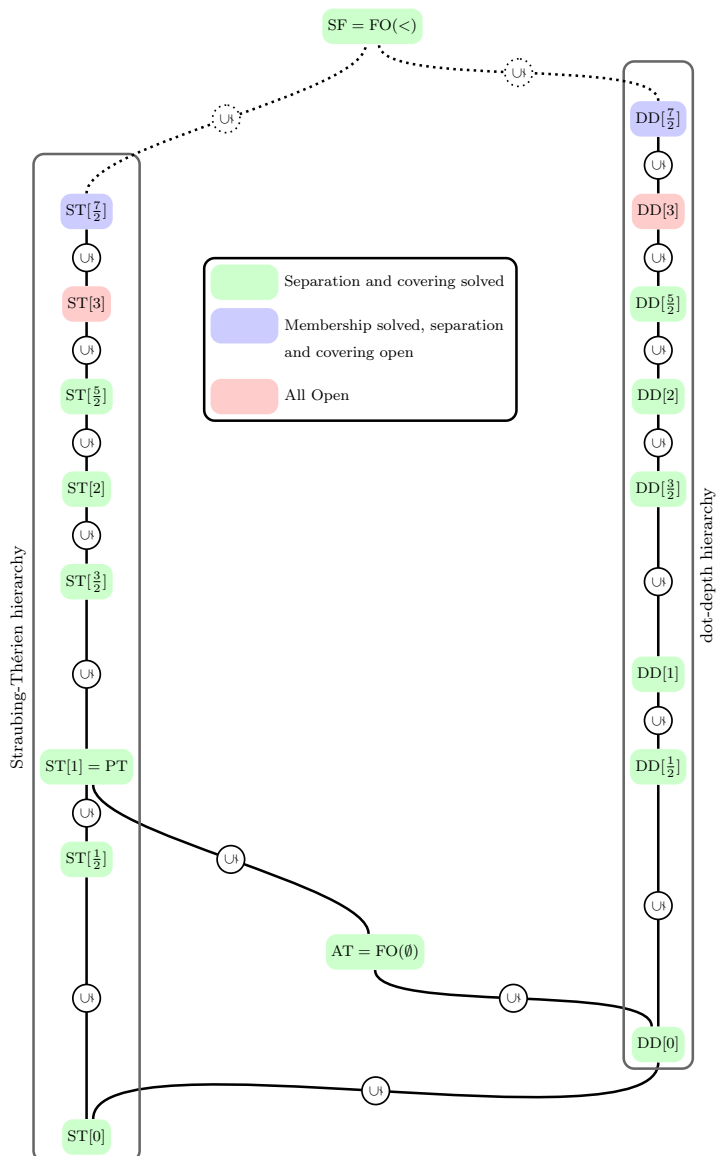 SF = FO(<)
⊊
⊊
DD[7/2]
⊊
ST[7/2]
DD[3]
⊊
⊊
Separation and covering solved
ST[3]
DD[5/2]
Membership solved, separation
and covering open
⊊
⊊
All Open
ST[5/2]
DD[2]
⊊
⊊
ST[2]
DD[3/2]
⊊
ST[3/2]
⊊
Straubing-Thérien hierarchy
dot-depth hierarchy
⊊
DD[1]
⊊
ST[1] = PT
DD[1/2]
⊊
⊊
ST[1/2]
⊊
AT = FO(∅)
⊊
⊊
DD[0]
⊊
ST[0]